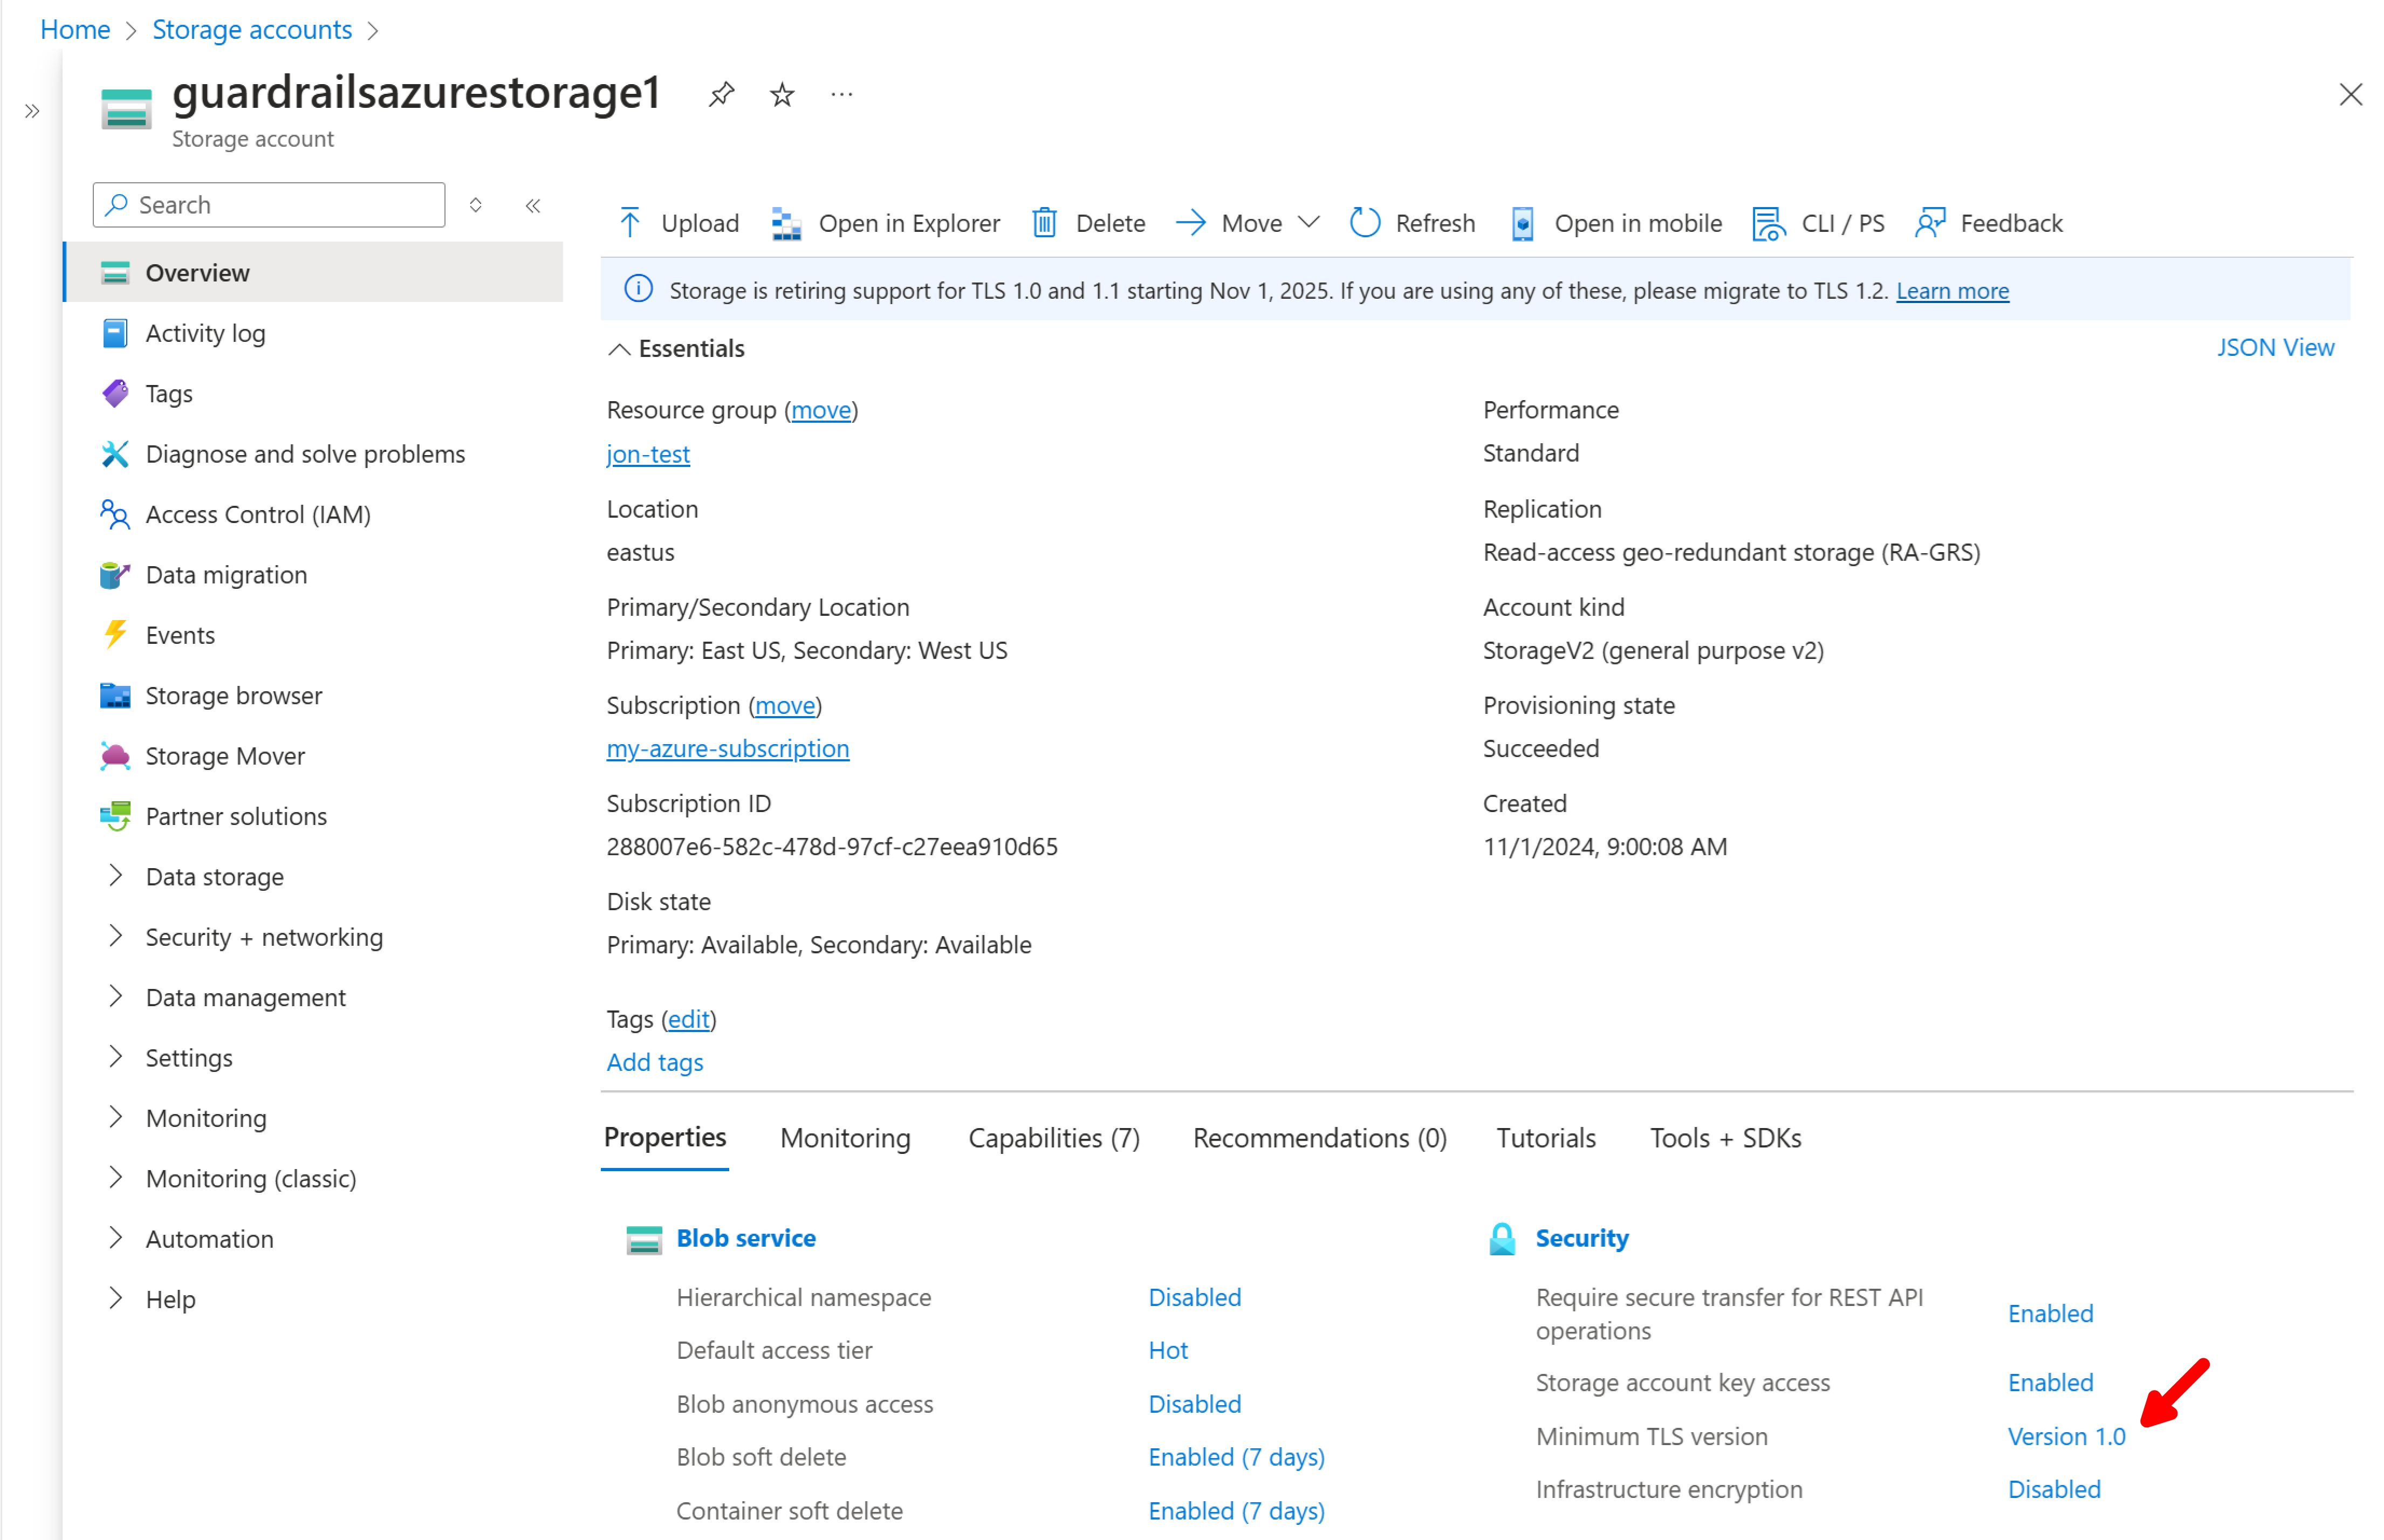 Home > Storage accounts >
guardrailsazurestorage1
Storage account
Search
Overview
Activity log
Tags
Diagnose and solve problems
Access Control (IAM)
Data migration
Events
Storage browser
Storage Mover
Partner solutions
Data storage
Security + networking
Data management
Settings
Monitoring
Monitoring (classic)
Automation
Help
Upload Open in Explorer Delete Move Refresh Open in mobile CLI / PS Feedback
Storage is retiring support for TLS 1.0 and 1.1 starting Nov 1, 2025. If you are using any of these, please migrate to TLS 1.2. Learn more
Essentials
JSON View
Resource group (move)
jon-test
Location
eastus
Primary/Secondary Location
Primary: East US, Secondary: West US
Subscription (move)
my-azure-subscription
Subscription ID
288007e6-582c-478d-97cf-c27eea910d65
Disk state
Primary: Available, Secondary: Available
Performance
Standard
Replication
Read-access geo-redundant storage (RA-GRS)
Account kind
StorageV2 (general purpose v2)
Provisioning state
Succeeded
Created
11/1/2024, 9:00:08 AM
Tags (edit)
Add tags
Properties Monitoring Capabilities (7) Recommendations (0) Tutorials Tools + SDKs
Blob service
Hierarchical namespace Disabled
Default access tier Hot
Blob anonymous access Disabled
Blob soft delete Enabled (7 days)
Container soft delete Enabled (7 days)
Security
Require secure transfer for REST API
operations Enabled
Storage account key access Enabled
Minimum TLS version Version 1.0
Infrastructure encryption Disabled